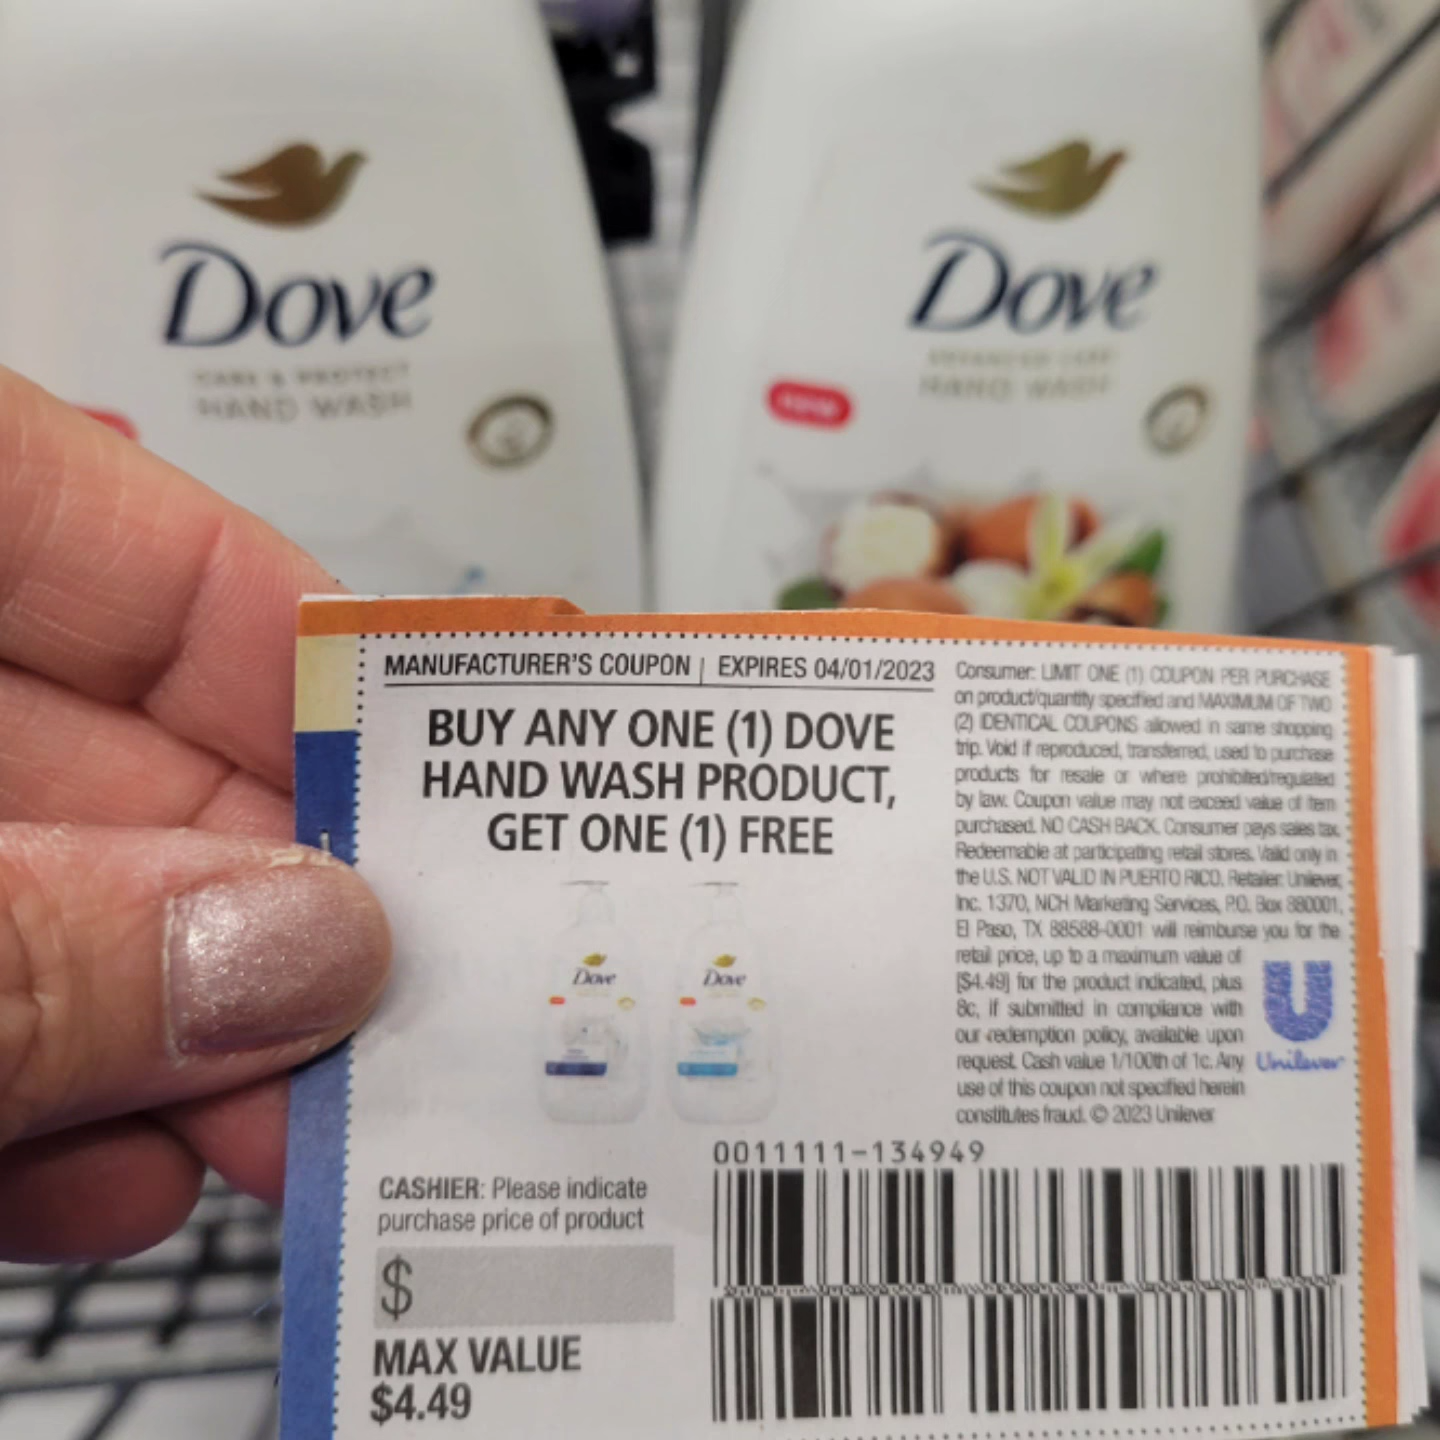 Dove
CARE & PROTECT
HAND WASH
Dove
ADVANCED CARE
HAND WASH
new
MANUFACTURER'S COUPON | EXPIRES 04/01/2023
BUY ANY ONE (1) DOVE
HAND WASH PRODUCT,
GET ONE (1) FREE
Dove
Dove
Consumer: LIMIT ONE (1) COUPON PER PURCHASE
on product/quantity specified and MAXIMUM OF TWO
(2) IDENTICAL COUPONS allowed in same shopping
trip. Void if reproduced, transferred, used to purchase
products for resale or where prohibited/regulated
by law. Coupon value may not exceed value of item
purchased. NO CASH BACK. Consumer pays sales tax.
Redeemable at participating retail stores. Valid only in
the U.S. NOT VALID IN PUERTO RICO. Retailer: Unilever,
Inc. 1370, NCH Marketing Services, P.O. Box 880001,
El Paso, TX 88588-0001 will reimburse you for the
retail price, up to a maximum value of
[$4.49] for the product indicated, plus
8c, if submitted in compliance with
our redemption policy, available upon
request. Cash value 1/100th of 1c. Any
use of this coupon not specified herein
constitutes fraud. © 2023 Unilever
Unilever
0011111-134949
CASHIER: Please indicate
purchase price of product
$
MAX VALUE
$4.49